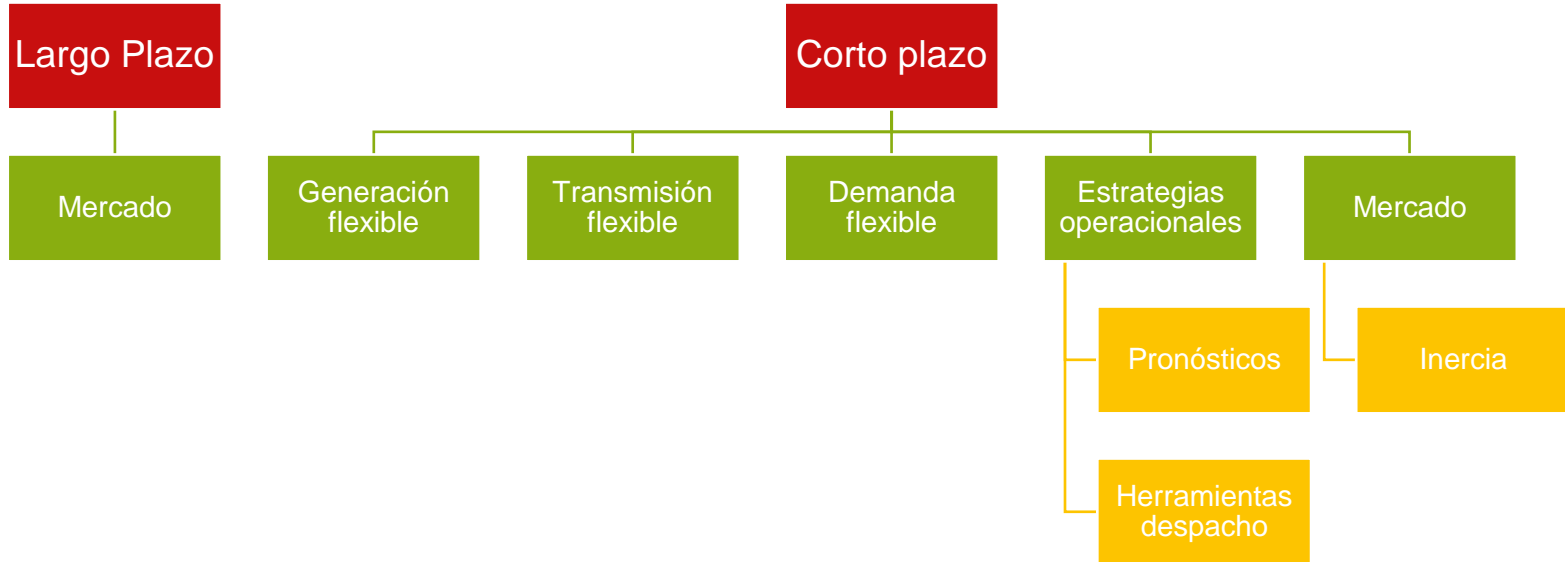 Largo Plazo
Corto plazo
Mercado
Generación
flexible
Transmisión
flexible
Demanda
flexible
Estrategias
operacionales
Mercado
Pronósticos
Inercia
Herramientas
despacho